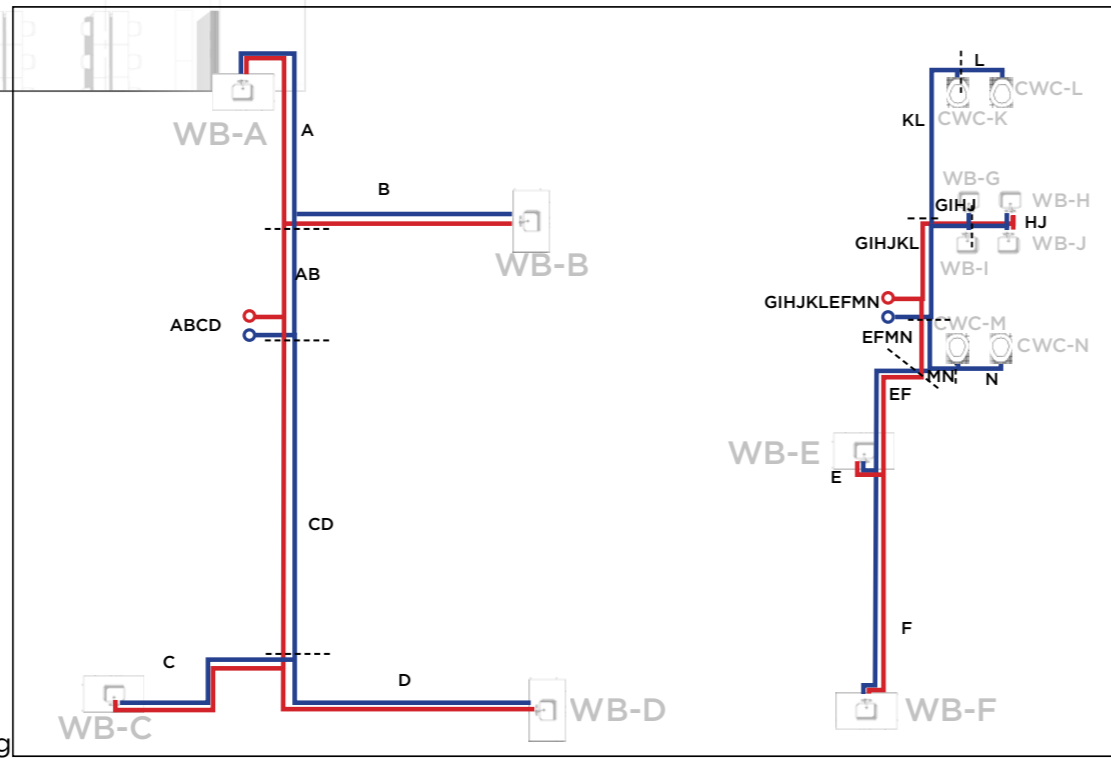 L
CWC-L
KL
CWC-K
WB-A
A
WB-G
B
WB-H
GIHJ
HJ
GIHJKL
WB-J
WB-B
WB-I
AB
GIHJKLEFMN
ABCD
CWC-M
EFMN
CWC-N
MN
N
EF
WB-E
E
CD
F
C
D
WB-C
WB-D
WB-F
g